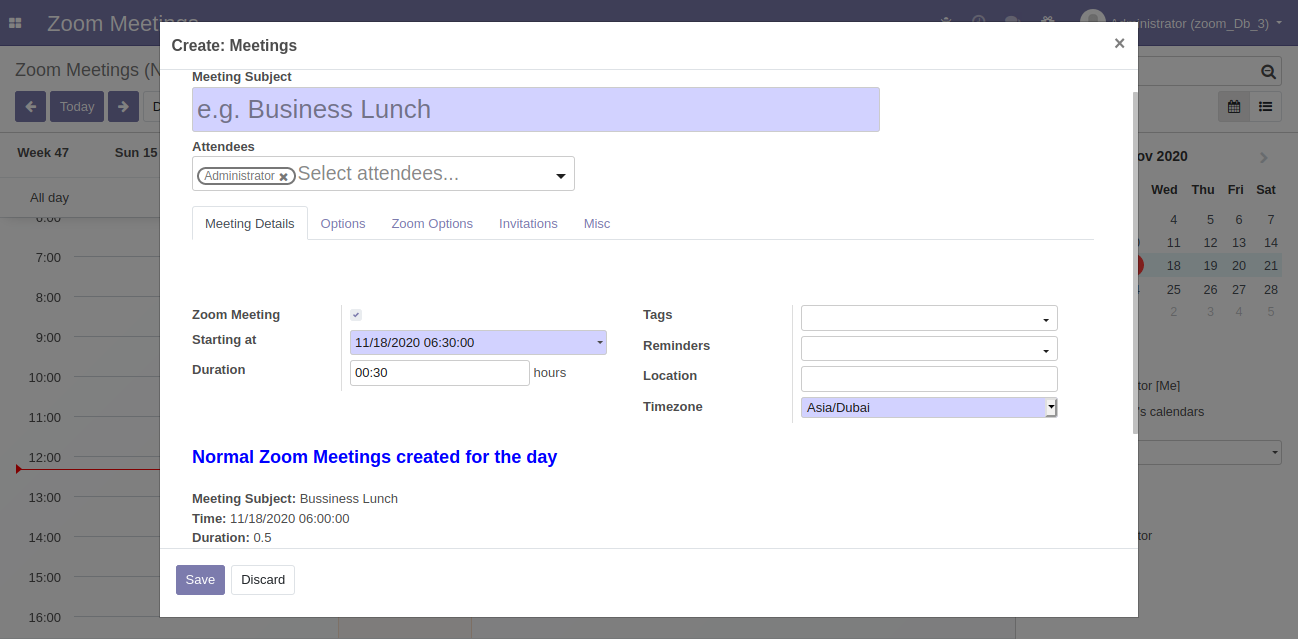 Zoom Meetings
Administrator (zoom_Db_3)
Zoom Meetings (N
Today
D
Week 47
Sun 15
All day
6:00
7:00
8:00
9:00
10:00
11:00
12:00
13:00
14:00
15:00
16:00
Create: Meetings
×
Meeting Subject
e.g. Business Lunch
Attendees
Administrator ×
Select attendees...
Meeting Details
Options
Zoom Options
Invitations
Misc
Zoom Meeting
Starting at
11/18/2020 06:30:00
Duration
00:30
hours
Tags
Reminders
Location
Timezone
Asia/Dubai
Normal Zoom Meetings created for the day
Meeting Subject: Bussiness Lunch
Time: 11/18/2020 06:00:00
Duration: 0.5
Save
Discard
ov 2020
Wed Thu Fri Sat
4 5 6 7
11 12 13 14
18 19 20 21
25 26 27 28
2 3 4 5
tor [Me]
's calendars
tor